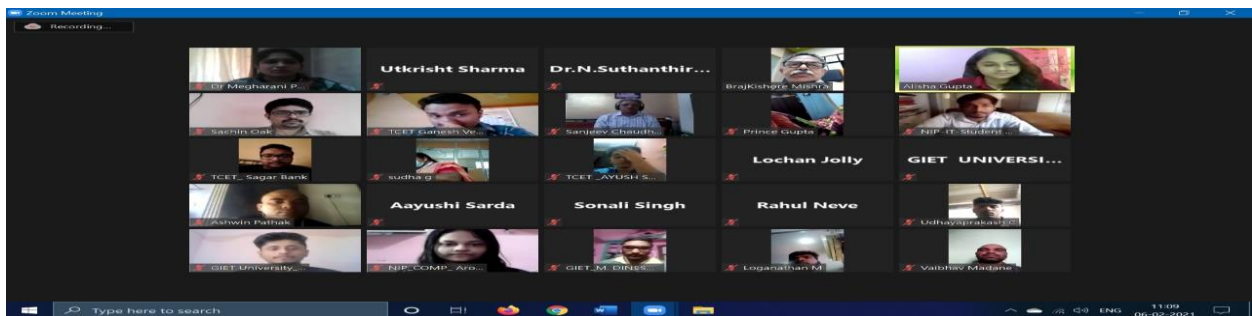 Zoom Meeting
Recording...
Dr Megharani P...
Utkrisht Sharma
Dr.N.Suthanthir...
BrajKishore Mishra
Alisha Gupta
Sachin Oak
TCET Ganesh Ve...
Sanjeev Chaudh...
Prince Gupta
NIP-IT-Student ...
TCET_ Sagar Bank
sudha g
TCET _AYUSH S...
Lochan Jolly
GIET UNIVERSI...
Ashwin Pathak
Aayushi Sarda
Sonali Singh
Rahul Neve
Udhayaprakash C
GIET University_...
NIP_COMP_ Aro...
GIET_M DINES...
Loganathan M
Vaibhav Madane
Type here to search
ENG
11:09
06-02-2021